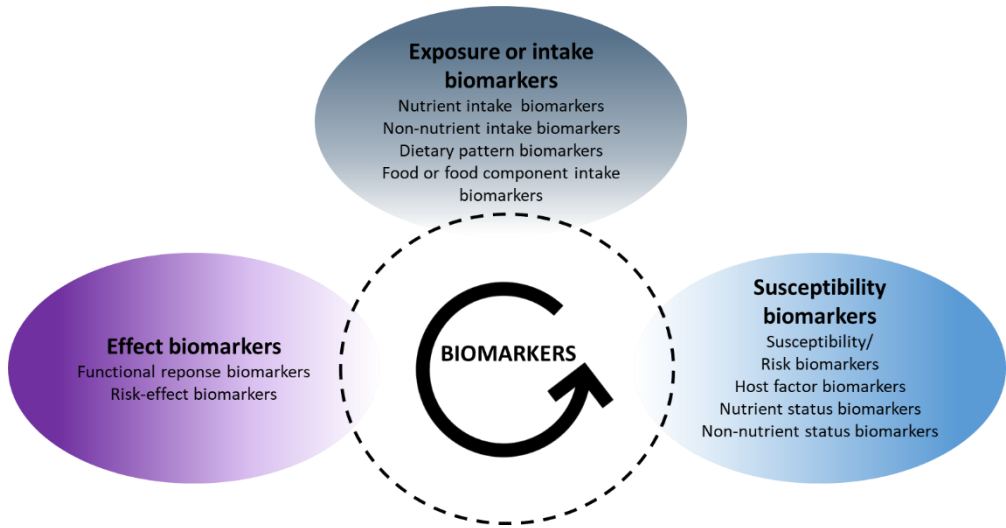 Exposure or intake
biomarkers
Nutrient intake biomarkers
Non-nutrient intake biomarkers
Dietary pattern biomarkers
Food or food component intake
biomarkers
Effect biomarkers
Functional reponse biomarkers
Risk-effect biomarkers
BIOMARKERS
Susceptibility
biomarkers
Susceptibility/
Risk biomarkers
Host factor biomarkers
Nutrient status biomarkers
Non-nutrient status biomarkers